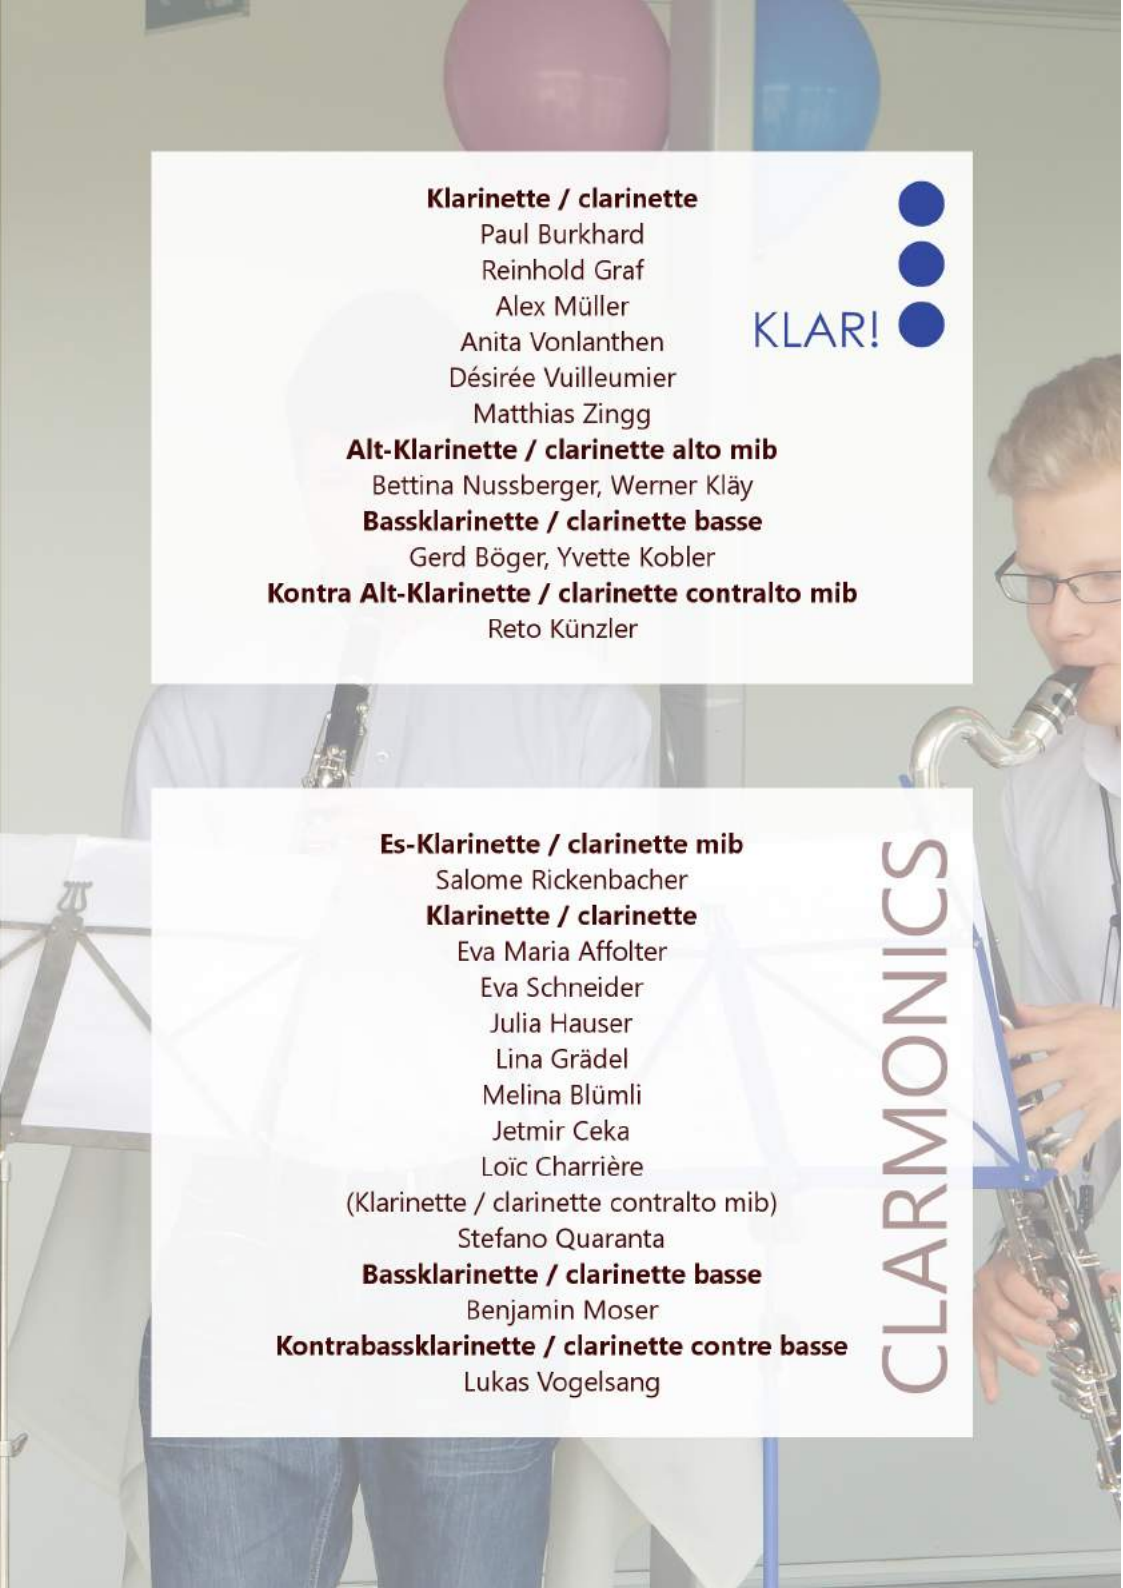 Klarinette / clarinette
Paul Burkhard
Reinhold Graf
Alex Müller
Anita Vonlanthen
Désirée Vuilleumier
Matthias Zingg
Alt-Klarinette / clarinette alto mib
Bettina Nussberger, Werner Kläy
Bassklarinette / clarinette basse
Gerd Böger, Yvette Kobler
Kontra Alt-Klarinette / clarinette contralto mib
Reto Künzler
KLAR!
Es-Klarinette / clarinette mib
Salome Rickenbacher
Klarinette / clarinette
Eva Maria Affolter
Eva Schneider
Julia Hauser
Lina Grädel
Melina Blümli
Jetmir Ceka
Loïc Charrière
(Klarinette / clarinette contralto mib)
Stefano Quaranta
Bassklarinette / clarinette basse
Benjamin Moser
Kontrabassklarinette / clarinette contre basse
Lukas Vogelsang
CLARMONICS